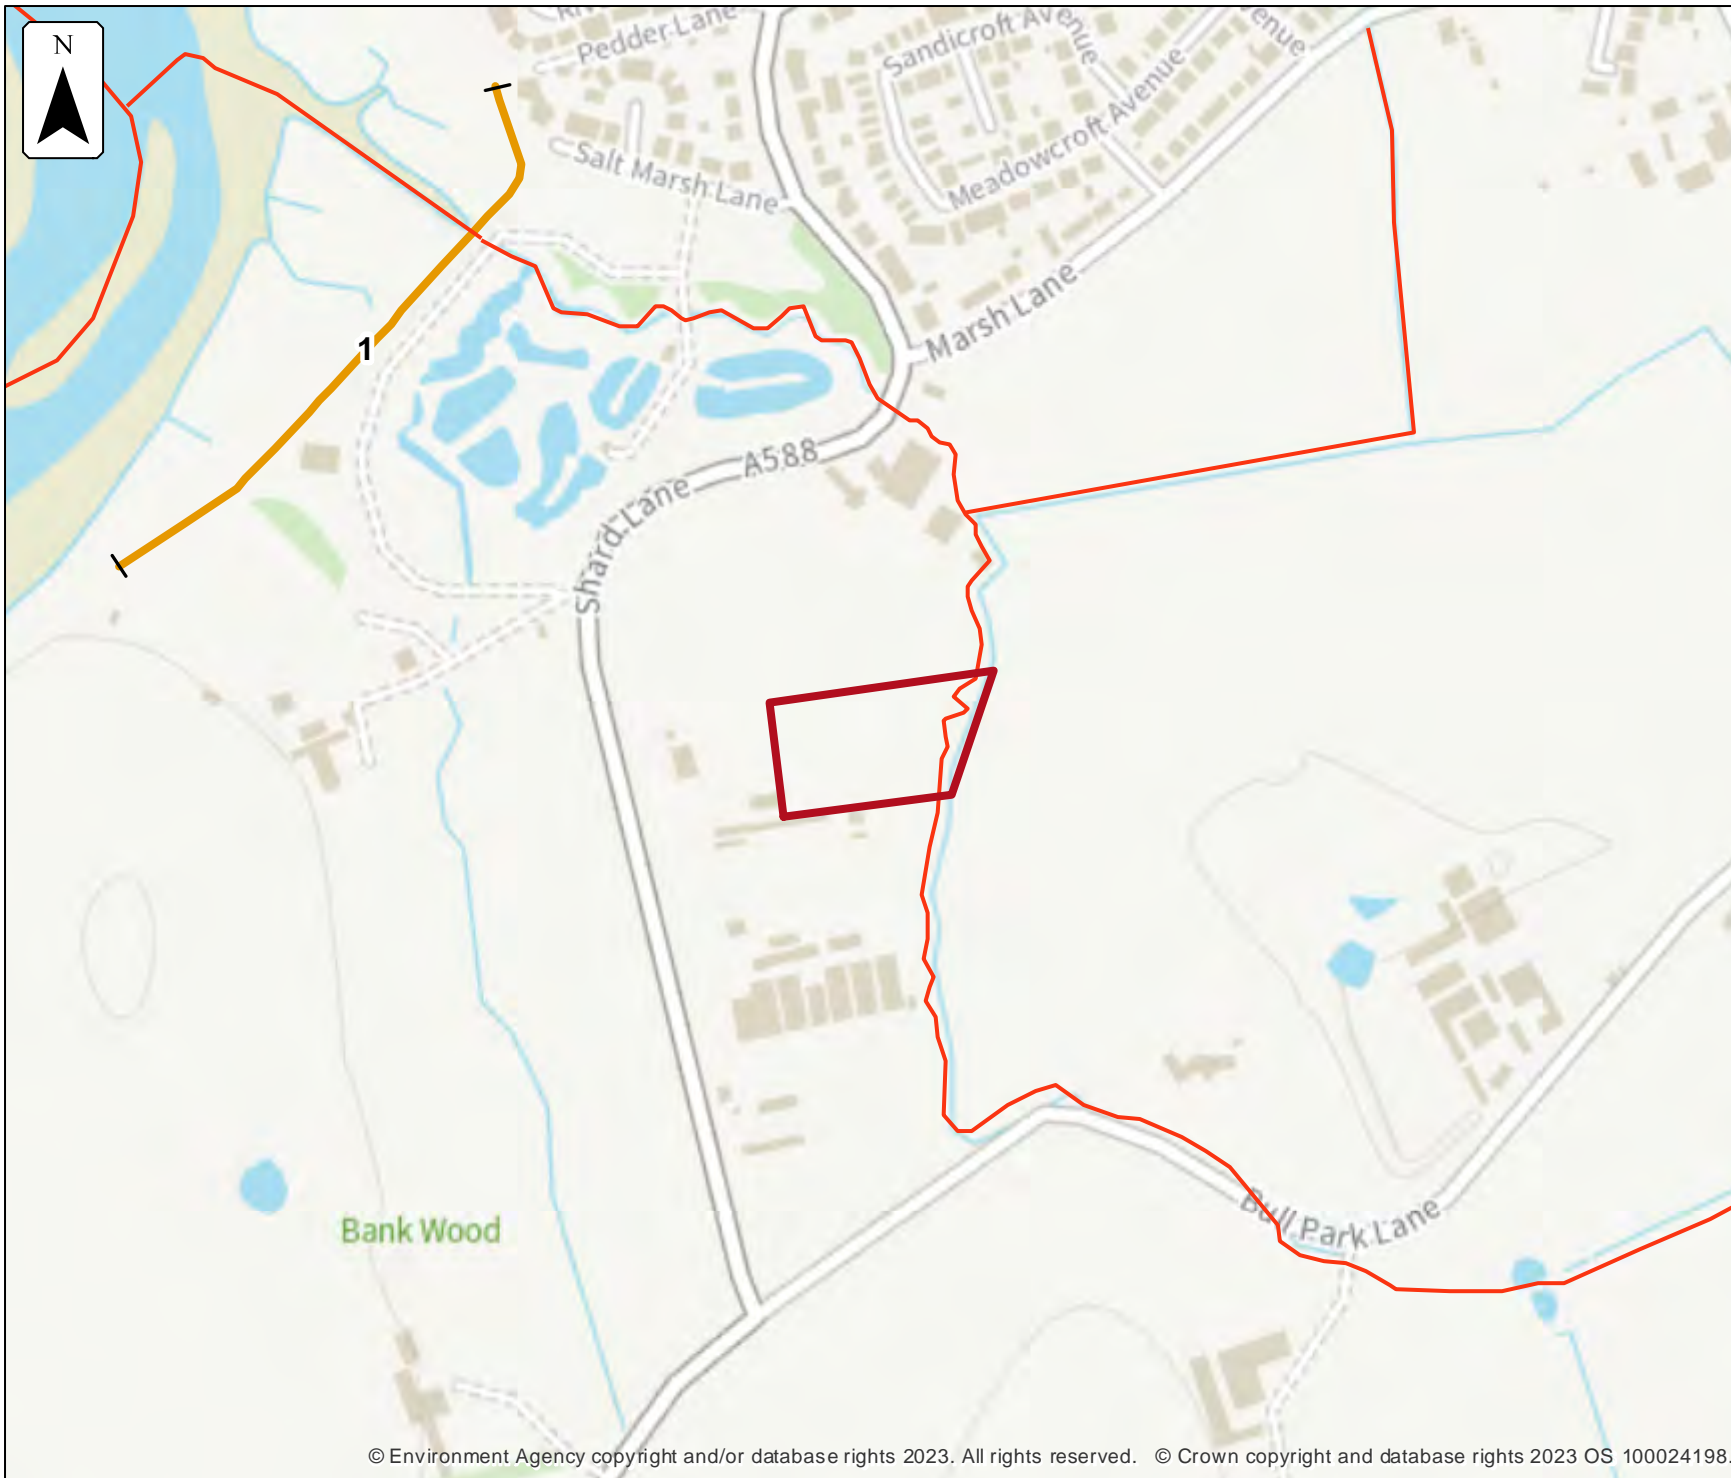 N
Pedder Lane
Sandicroft Avenue
Avenue
Salt Marsh Lane
Meadowcroft Avenue
Marsh Lane
1
A588
Shard Lane
Bank Wood
Bull Park Lane
© Environment Agency copyright and/or database rights 2023. All rights reserved. © Crown copyright and database rights 2023 OS 100024198.